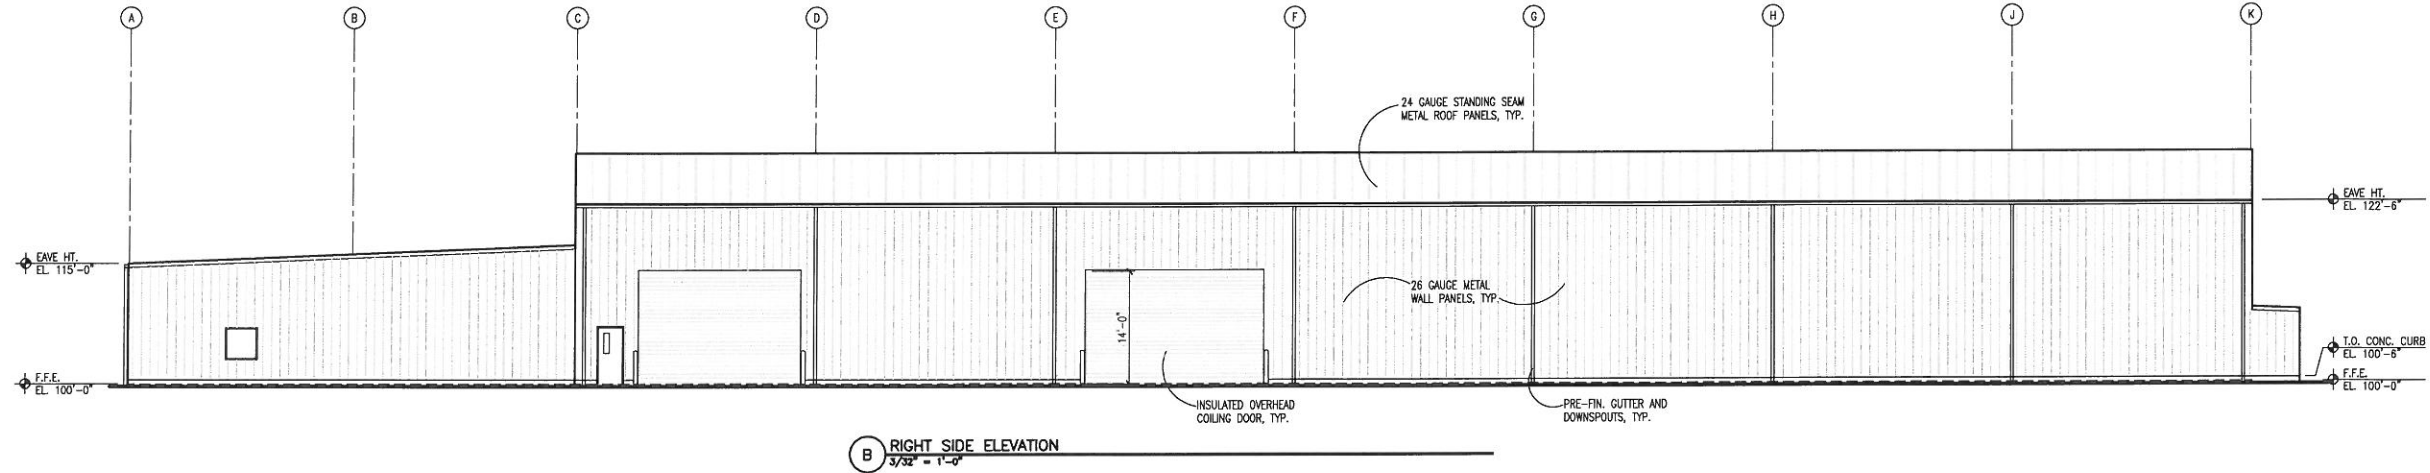 A B C D E F G H J K
24 GAUGE STANDING SEAM
METAL ROOF PANELS, TYP.
EAVE HT.
EL. 122'-6"
EAVE HT.
EL. 115'-0"
26 GAUGE METAL
WALL PANELS, TYP.
14'-0"
T.O. CONC. CURB
EL. 100'-6"
F.F.E.
EL. 100'-0"
F.F.E.
EL. 100'-0"
INSULATED OVERHEAD
COILING DOOR, TYP.
PRE-FIN. GUTTER AND
DOWNSPOUTS, TYP.
B RIGHT SIDE ELEVATION
3/32" = 1'-0"